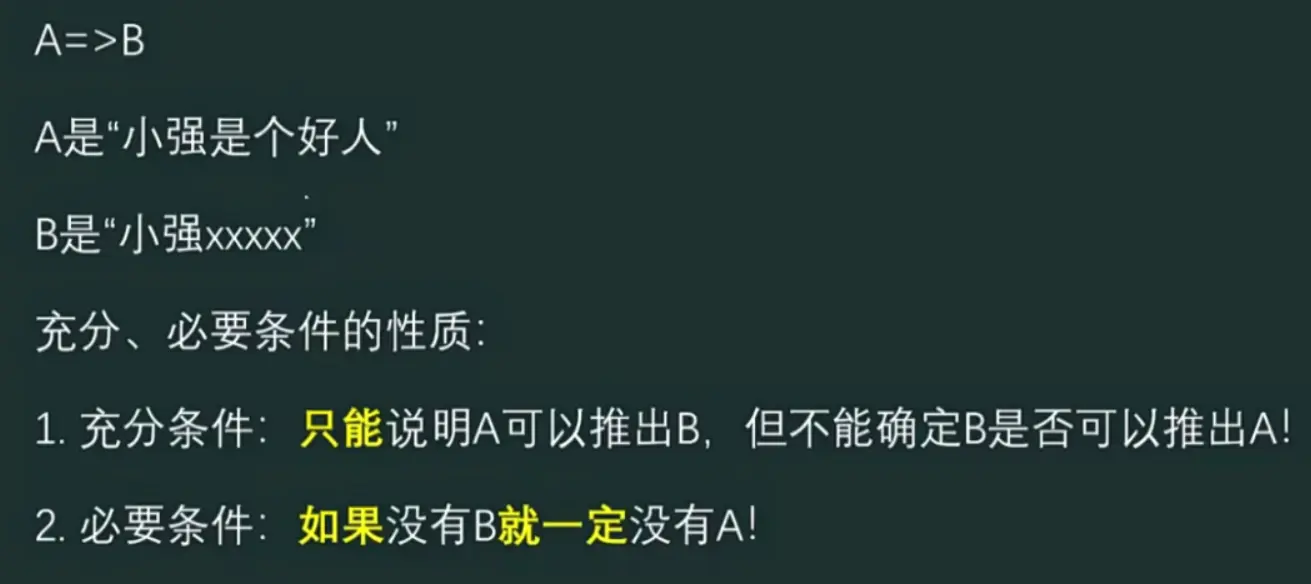 A=>B
A是“小强是个好人”
B是“小强xxxxx”
充分、必要条件的性质：
1. 充分条件：只能说明A可以推出B，但不能确定B是否可以推出A！
2. 必要条件：如果没有B就一定没有A！